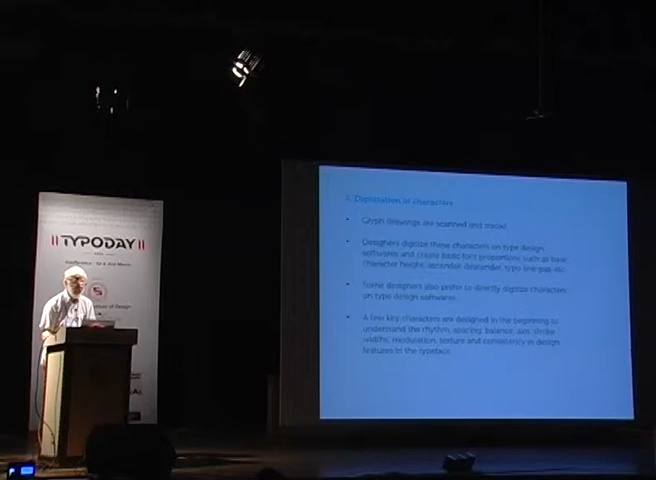 TYPODAY
Digitization of characters
Glyph drawings are scanned and traced
Designers digitize these characters on type design
softwares and create basic font proportions such as base
character height, ascender, descender, typo line gap, etc.
Some designers also prefer to directly digitize characters
on type design softwares.
A few key characters are designed in the beginning to
understand the rhythm, spacing, balance, axis, stroke
widths, modulation, texture and consistency in design
features in the typeface.
of Design